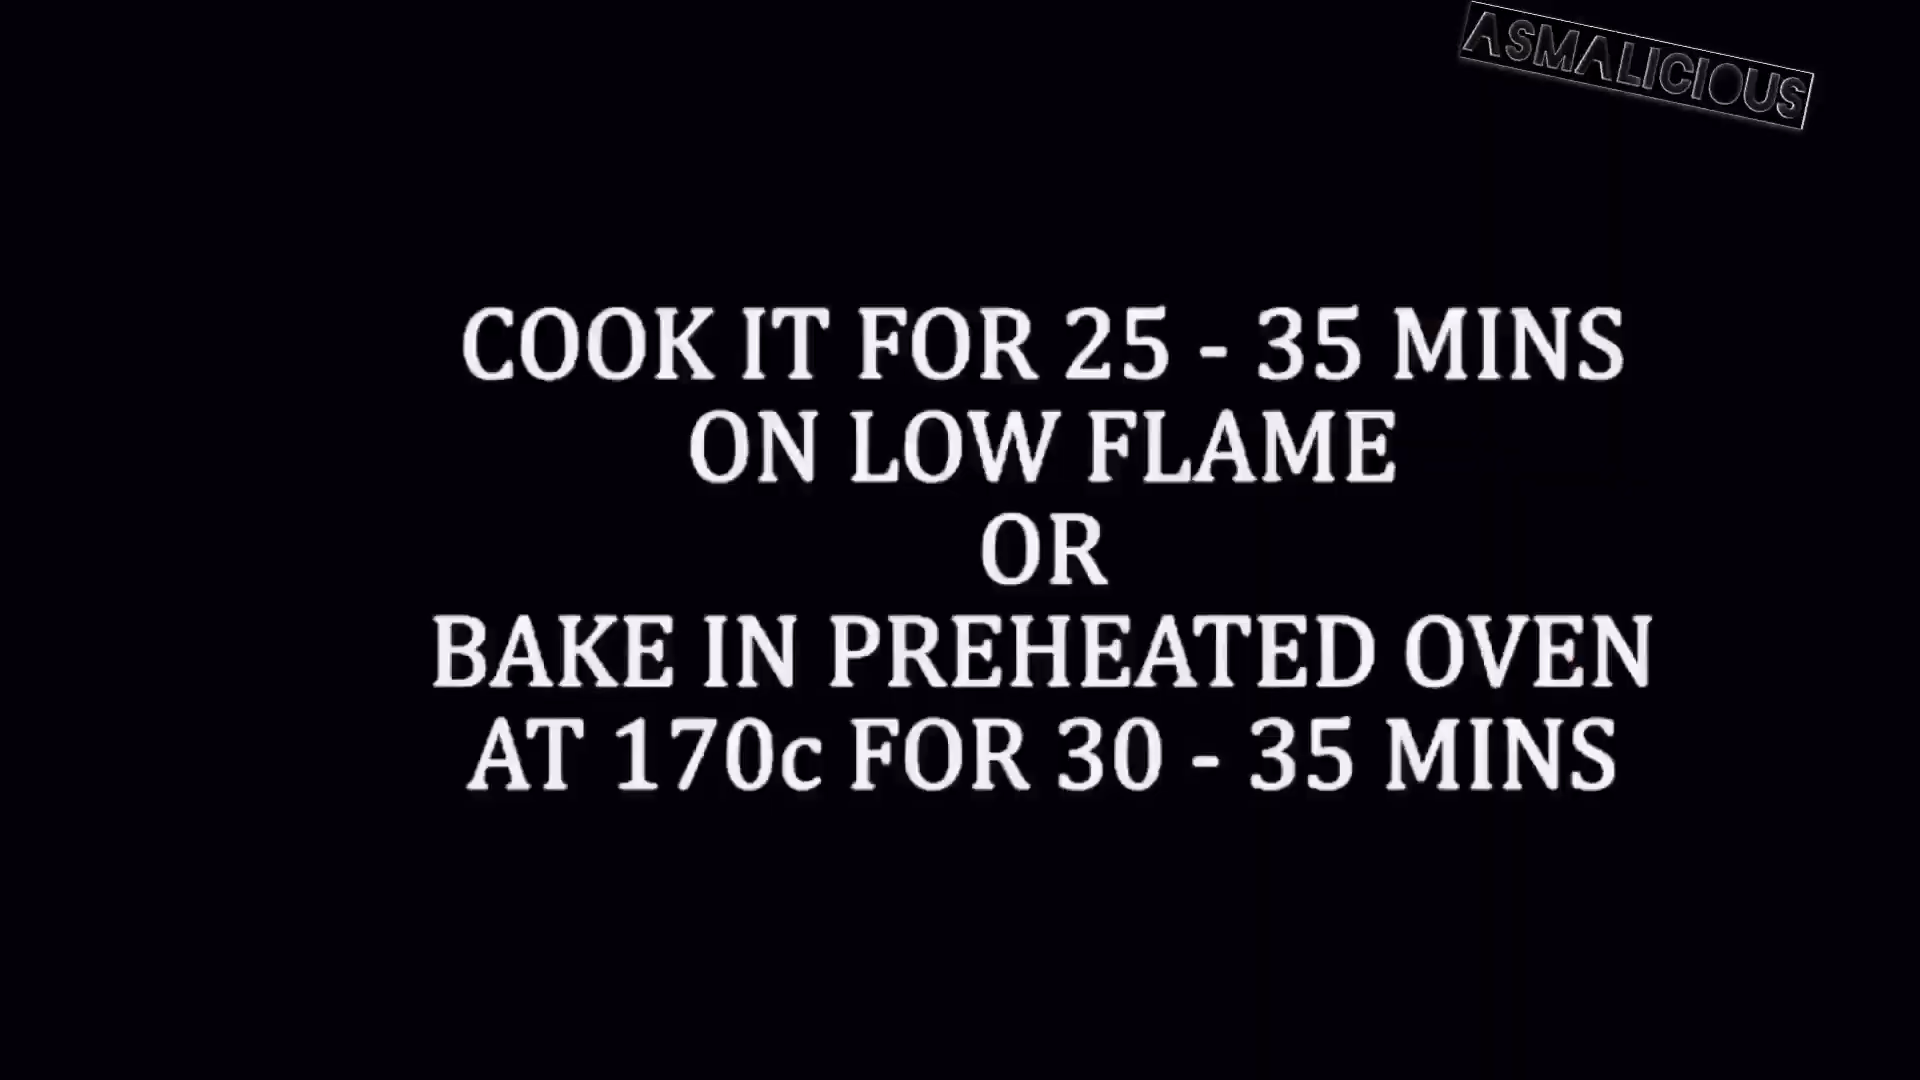 ASMALICIOUS
COOK IT FOR 25 - 35 MINS
ON LOW FLAME
OR
BAKE IN PREHEATED OVEN
AT 170c FOR 30 - 35 MINS